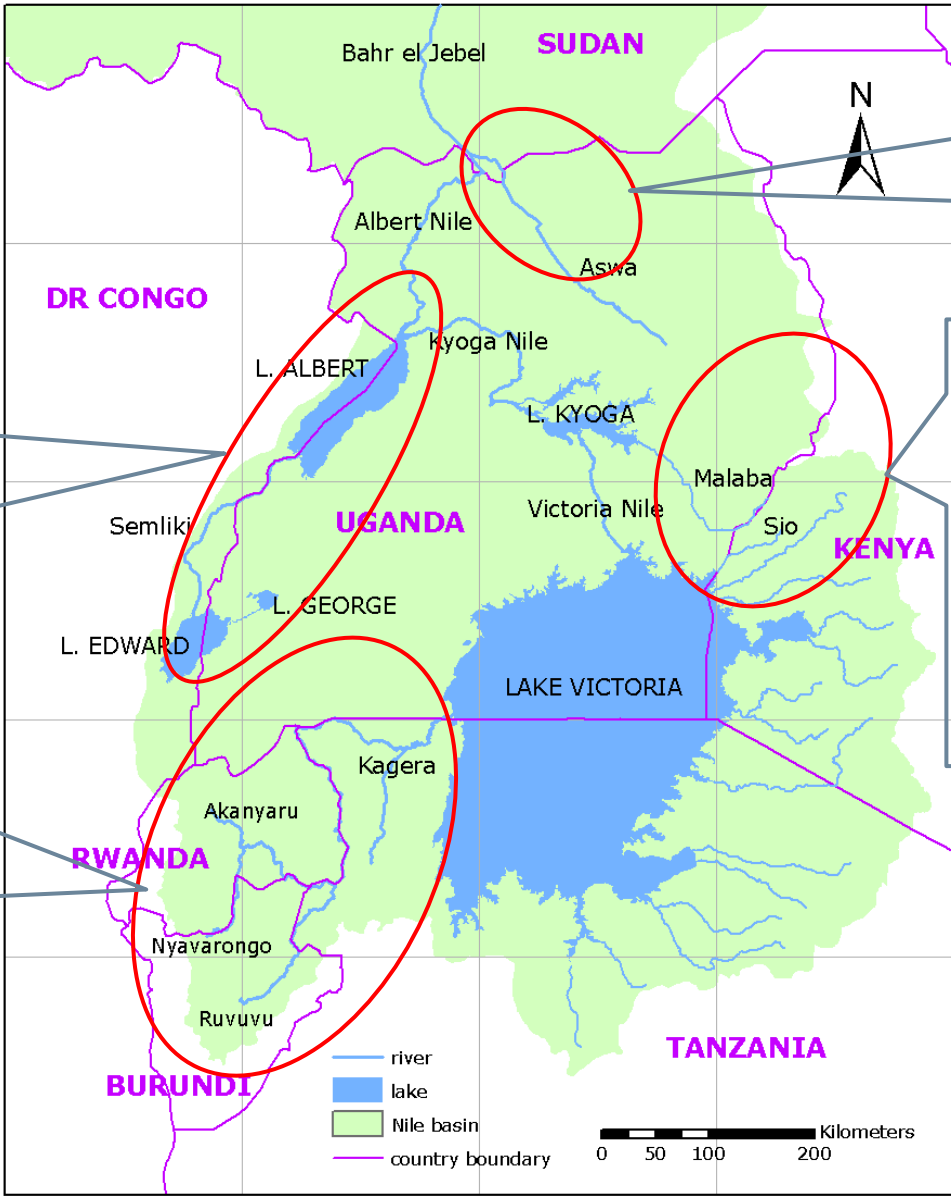 Bahr el Jebel
SUDAN
N
Albert Nile
Aswa
DR CONGO
Kyoga Nile
L. ALBERT
L. KYOGA
Malaba
Semliki
UGANDA
Victoria Nile
Sio
KENYA
L. GEORGE
L. EDWARD
LAKE VICTORIA
Kagera
Akanyaru
RWANDA
Nyavarongo
Ruvuvu
TANZANIA
BURUNDI
river
lake
Nile basin
country boundary
Kilometers
0 50 100 200